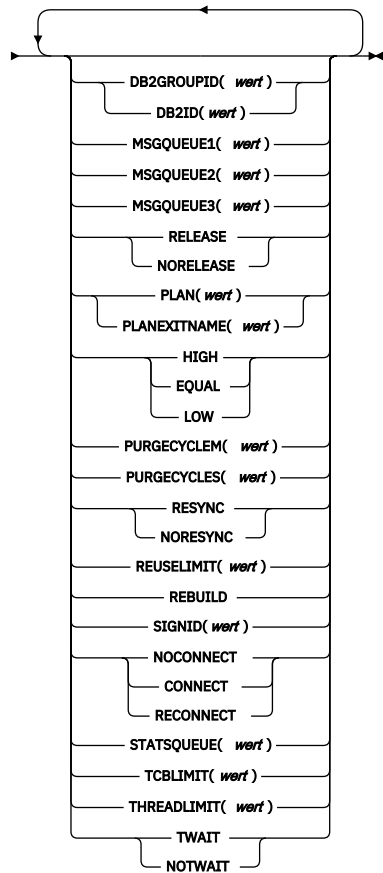 DB2GROUPID( wert )
DB2ID( wert )
MSGQUEUE1( wert )
MSGQUEUE2( wert )
MSGQUEUE3( wert )
RELEASE
NORELEASE
PLAN( wert )
PLANEXITNAME( wert )
HIGH
EQUAL
LOW
PURGECYCLEM( wert )
PURGECYCLES( wert )
RESYNC
NORESYNC
REUSELIMIT( wert )
REBUILD
SIGNID( wert )
NOCONNECT
CONNECT
RECONNECT
STATSQUEUE( wert )
TCBLIMIT( wert )
THREADLIMIT( wert )
TWAIT
NOTWAIT